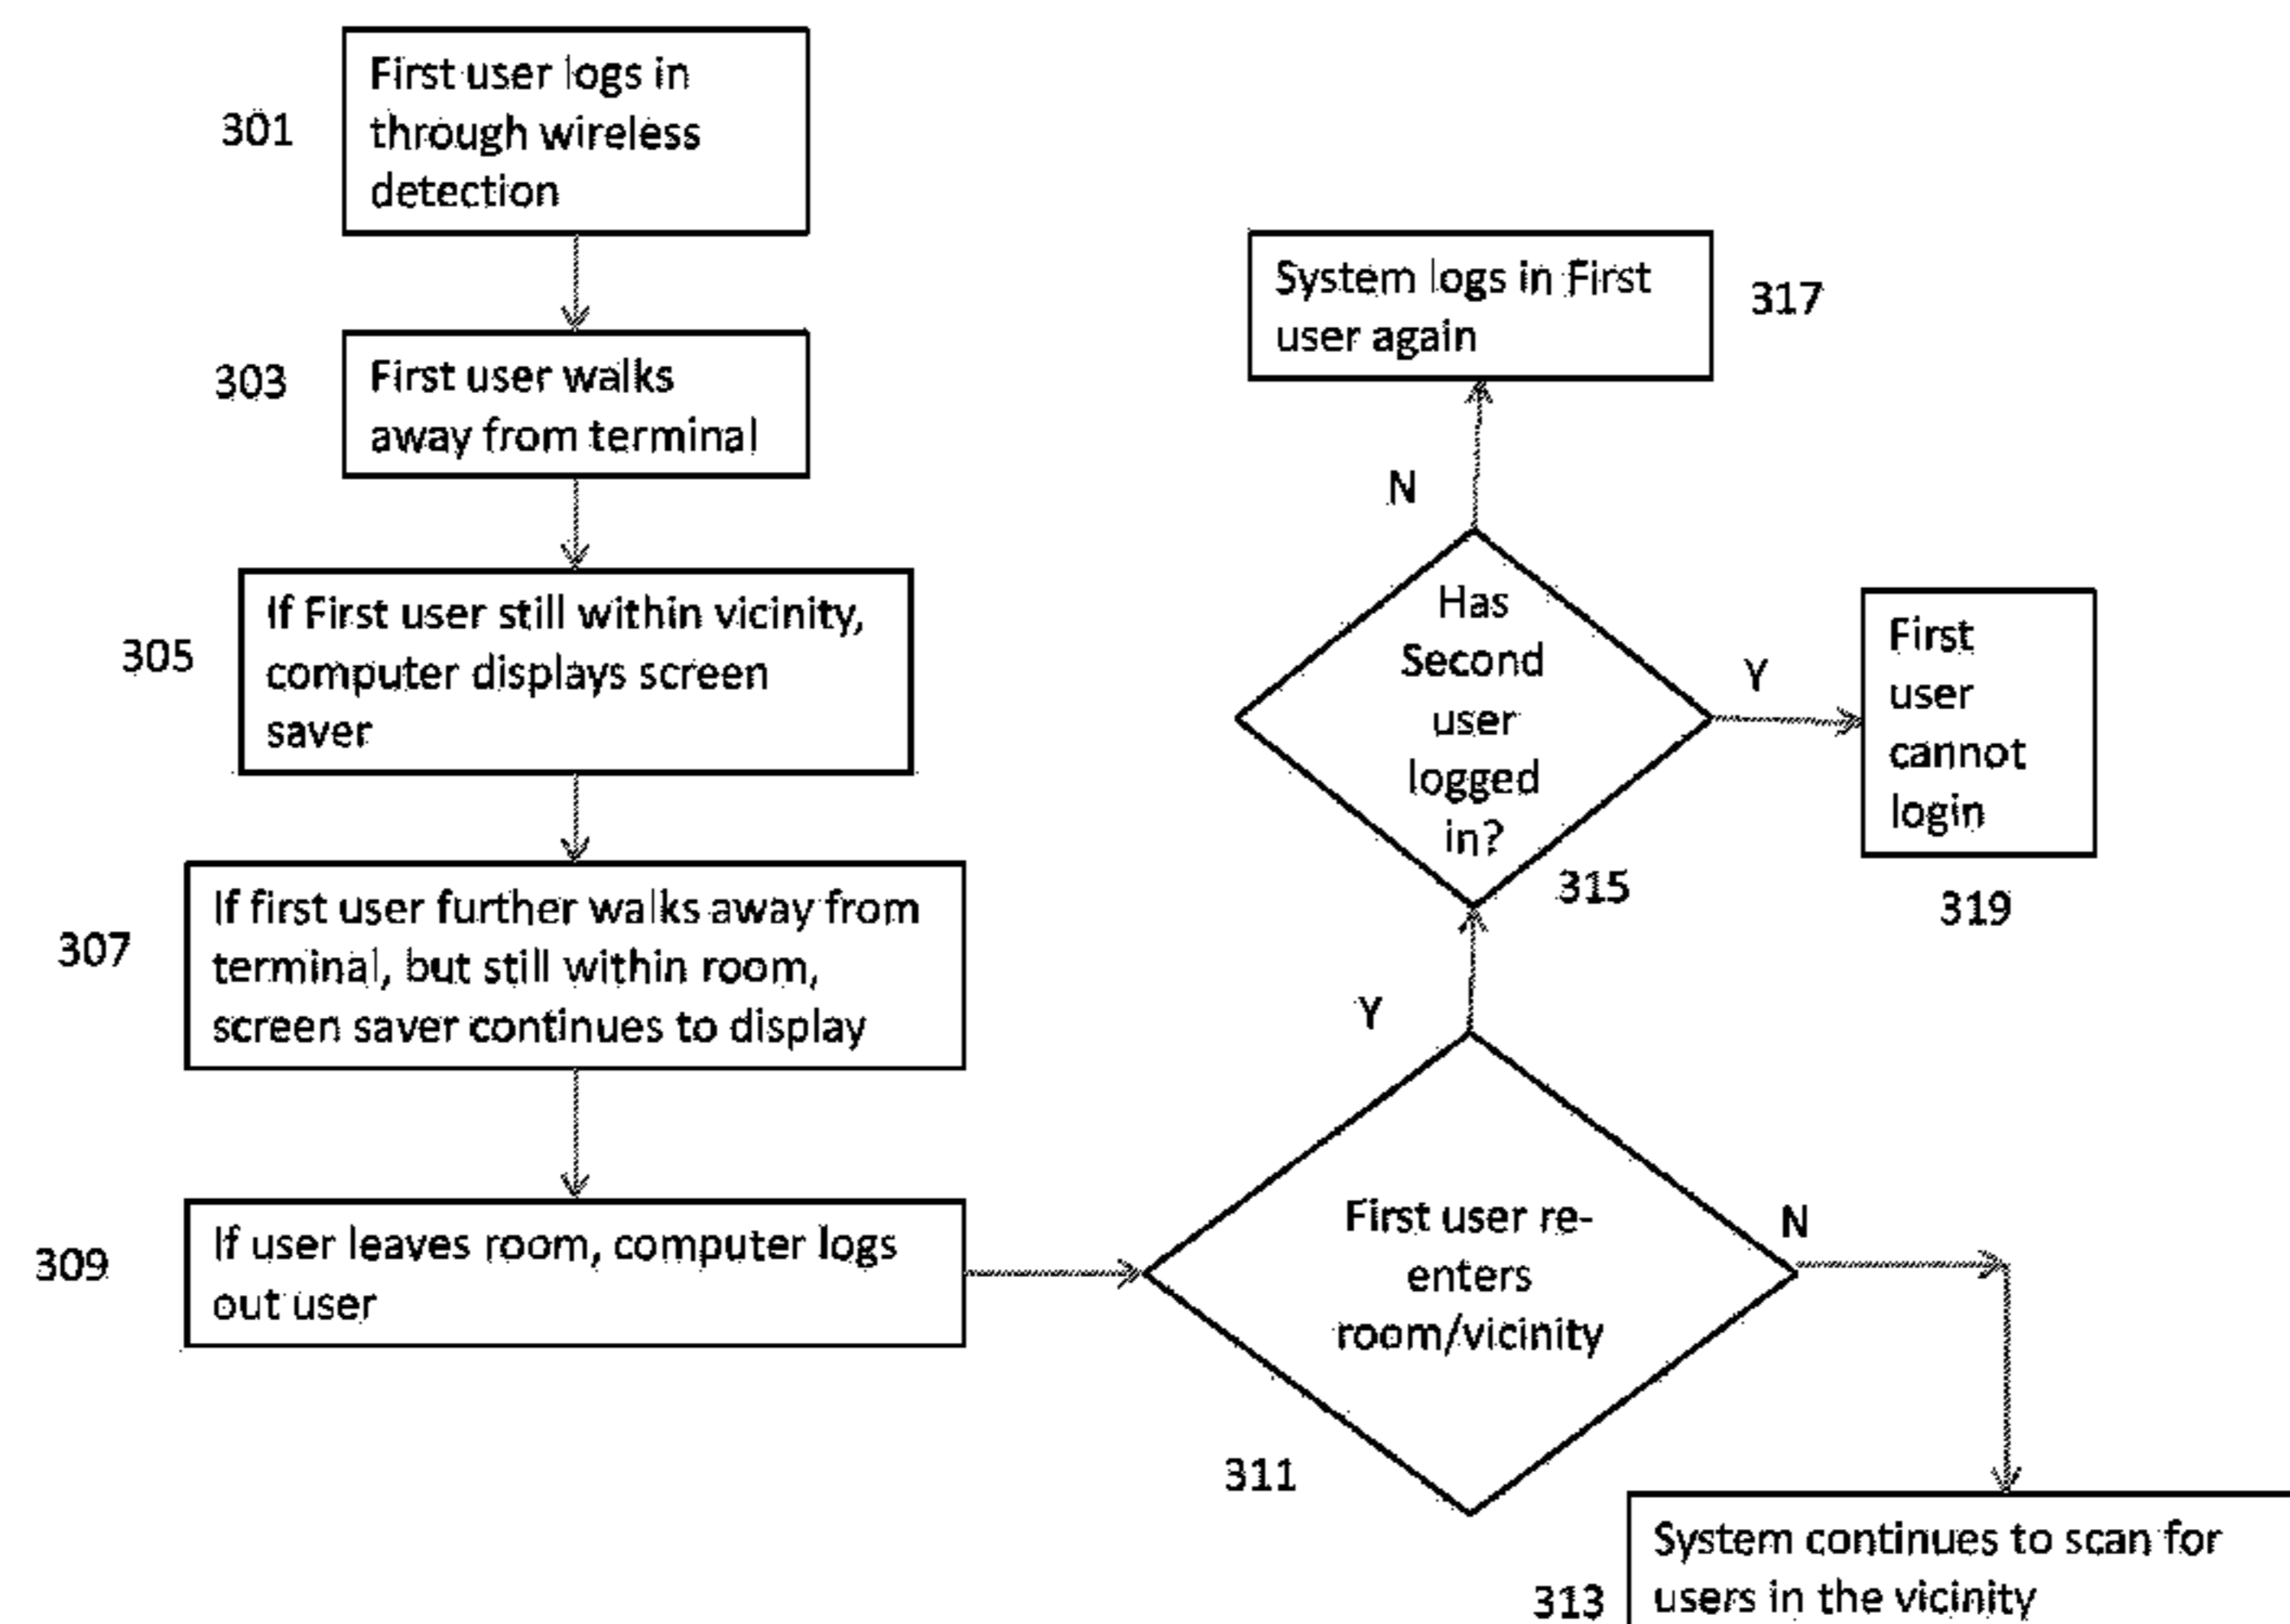 301
First user logs in
through wireless
detection
303
First user walks
away from terminal
305
If First user still within vicinity,
computer displays screen
saver
307
If first user further walks away from
terminal, but still within room,
screen saver continues to display
309
If user leaves room, computer logs
out user
System logs in First
user again
317
N
Has
Second
user
logged
in?
315
Y
First
user
cannot
login
319
Y
First user re-
enters
room/vicinity
311
N
System continues to scan for
users in the vicinity
313